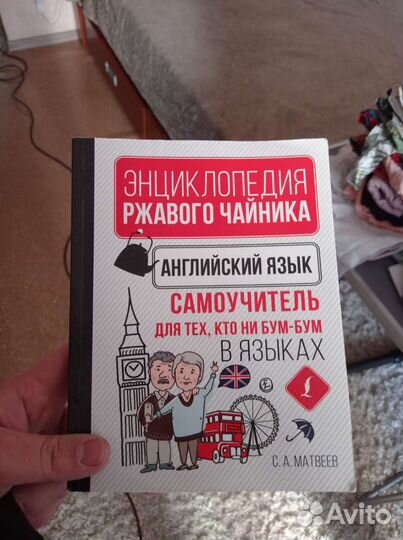 ЭНЦИКЛОПЕДИЯ
РЖАВОГО ЧАЙНИКА
АНГЛИЙСКИЙ ЯЗЫК
САМОУЧИТЕЛЬ
ДЛЯ ТЕХ, КТО НИ БУМ-БУМ
В ЯЗЫКАХ
С. А. МАТВЕЕВ
Avito